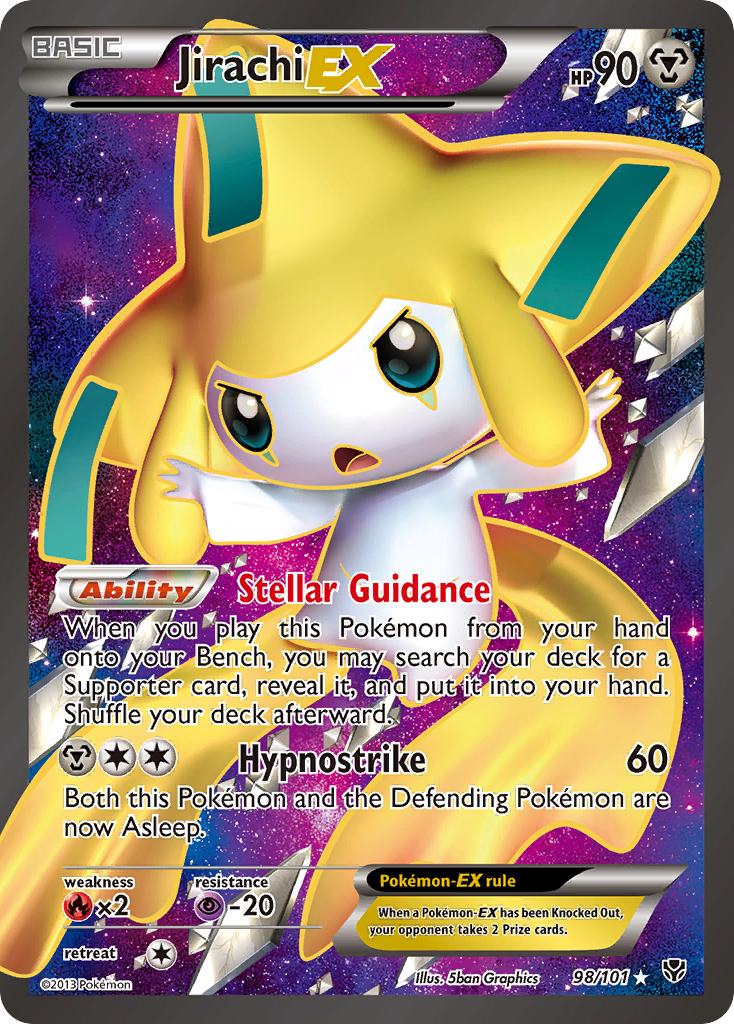 BASIC
Jirachi EX
HP 90
Ability Stellar Guidance
When you play this Pokémon from your hand
onto your Bench, you may search your deck for a
Supporter card, reveal it, and put it into your hand.
Shuffle your deck afterward.
Hypnostrike 60
Both this Pokémon and the Defending Pokémon are
now Asleep.
weakness resistance
×2 -20
retreat
Pokémon-EX rule
When a Pokémon-EX has been Knocked Out,
your opponent takes 2 Prize cards.
©2013 Pokémon Illus. 5ban Graphics 98/101 ★